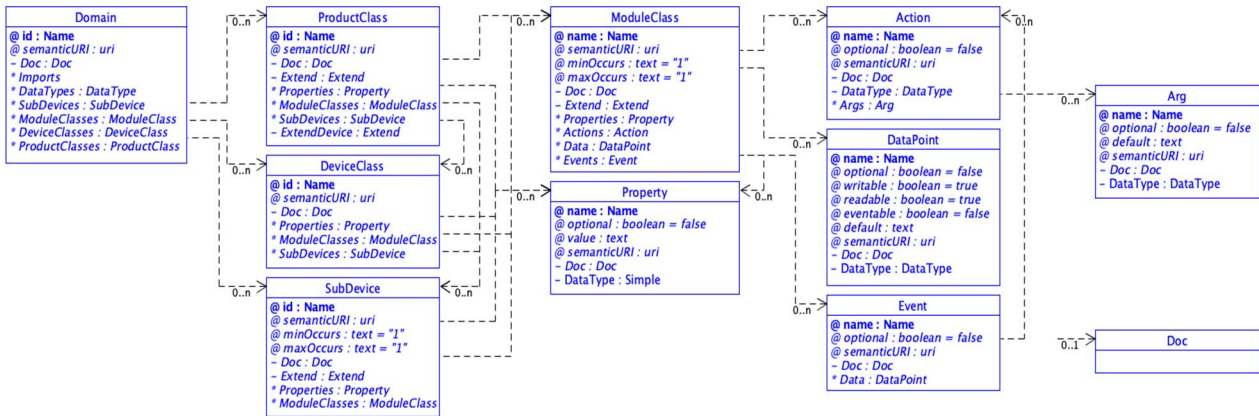 Domain
@ id : Name
@ semanticURI : uri
– Doc : Doc
* Imports
* DataTypes : DataType
* SubDevices : SubDevice
* ModuleClasses : ModuleClass
* DeviceClasses : DeviceClass
* ProductClasses : ProductClass
0..n
0..n
0..n
ProductClass
@ id : Name
@ semanticURI : uri
– Doc : Doc
– Extend : Extend
* Properties : Property
* ModuleClasses : ModuleClass
* SubDevices : SubDevice
– ExtendDevice : Extend
0..n
DeviceClass
@ id : Name
@ semanticURI : uri
– Doc : Doc
* Properties : Property
* ModuleClasses : ModuleClass
* SubDevices : SubDevice
0..n
SubDevice
@ id : Name
@ semanticURI : uri
@ minOccurs : text = "1"
@ maxOccurs : text = "1"
– Doc : Doc
– Extend : Extend
* Properties : Property
* ModuleClasses : ModuleClass
0..n
0..n
ModuleClass
@ name : Name
@ semanticURI : uri
@ minOccurs : text = "1"
@ maxOccurs : text = "1"
– Doc : Doc
– Extend : Extend
* Properties : Property
* Actions : Action
* Data : DataPoint
* Events : Event
0..n
Property
@ name : Name
@ optional : boolean = false
@ value : text
@ semanticURI : uri
– Doc : Doc
– DataType : Simple
0..n
0..n
0..n
Action
@ name : Name
@ optional : boolean = false
@ semanticURI : uri
– Doc : Doc
– DataType : DataType
* Args : Arg
0..n
DataPoint
@ name : Name
@ optional : boolean = false
@ writable : boolean = true
@ readable : boolean = true
@ eventable : boolean = false
@ default : text
@ semanticURI : uri
– Doc : Doc
– DataType : DataType
Event
@ name : Name
@ optional : boolean = false
@ semanticURI : uri
– Doc : Doc
* Data : DataPoint
0..n
Arg
@ name : Name
@ optional : boolean = false
@ default : text
@ semanticURI : uri
– Doc : Doc
– DataType : DataType
0..1
Doc